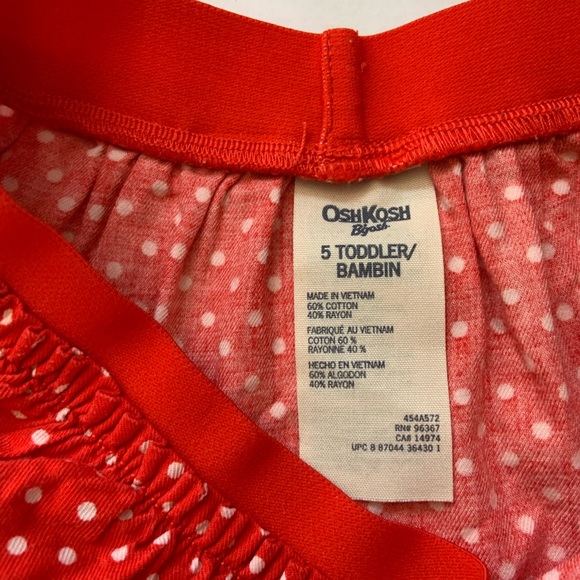 OSHKOSH
B'gosh
5 TODDLER/
BAMBIN
MADE IN VIETNAM
60% COTTON
40% RAYON
FABRIQUÉ AU VIETNAM
COTON 60 %
RAYONNE 40 %
HECHO EN VIETNAM
60% ALGODON
40% RAYON
454A572
RN# 96367
CA# 14974
UPC 8 87044 36430 1